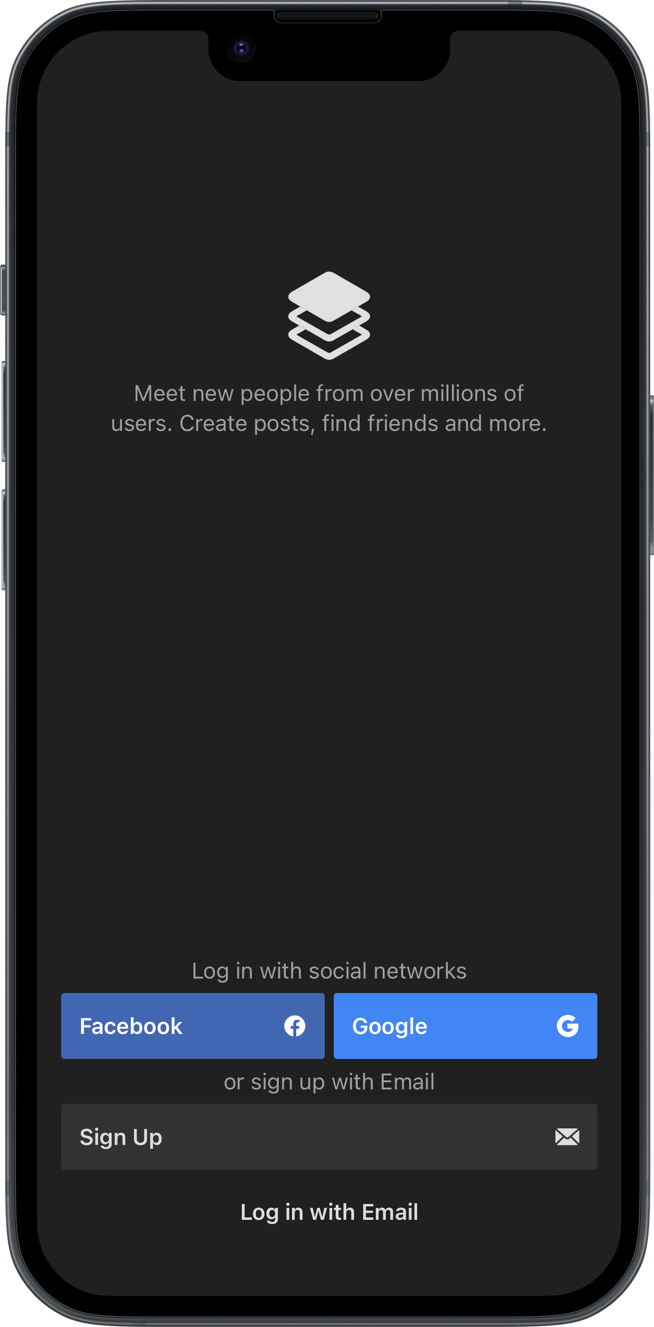 Meet new people from over millions of
users. Create posts, find friends and more.
Log in with social networks
Facebook
Google
or sign up with Email
Sign Up
Log in with Email